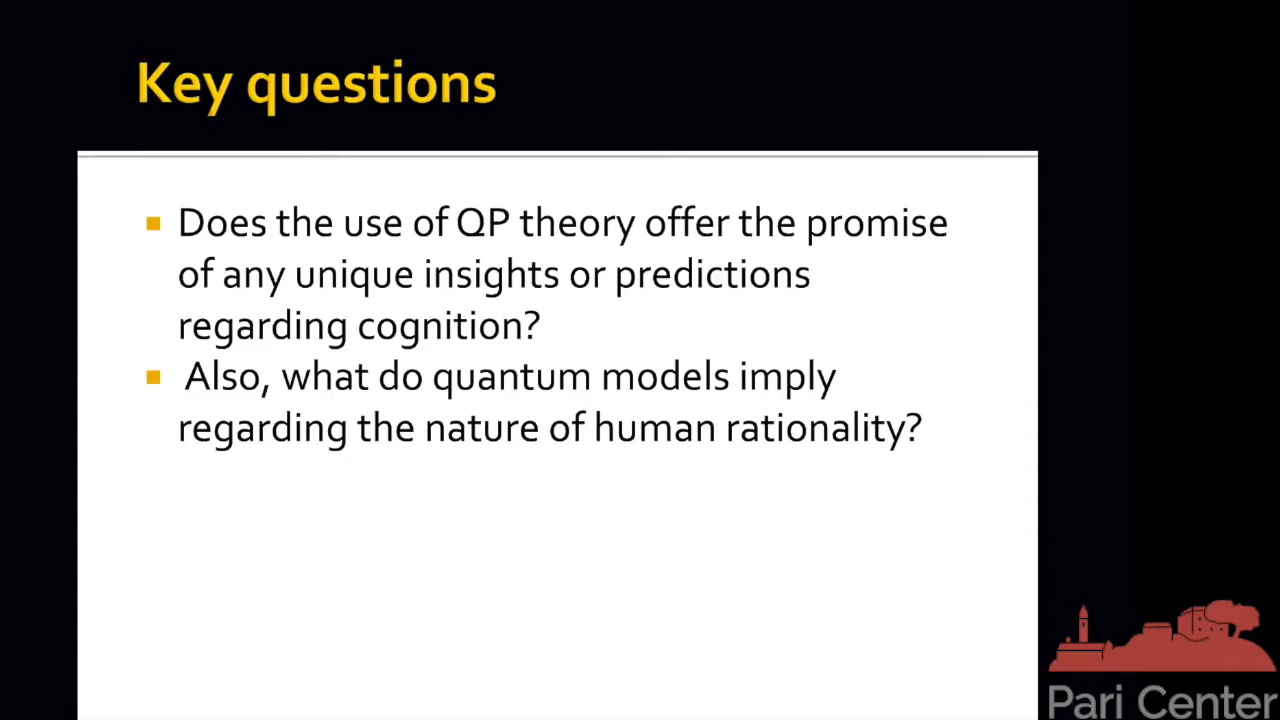 Key questions
Does the use of QP theory offer the promise
of any unique insights or predictions
regarding cognition?
Also, what do quantum models imply
regarding the nature of human rationality?
Pari Center